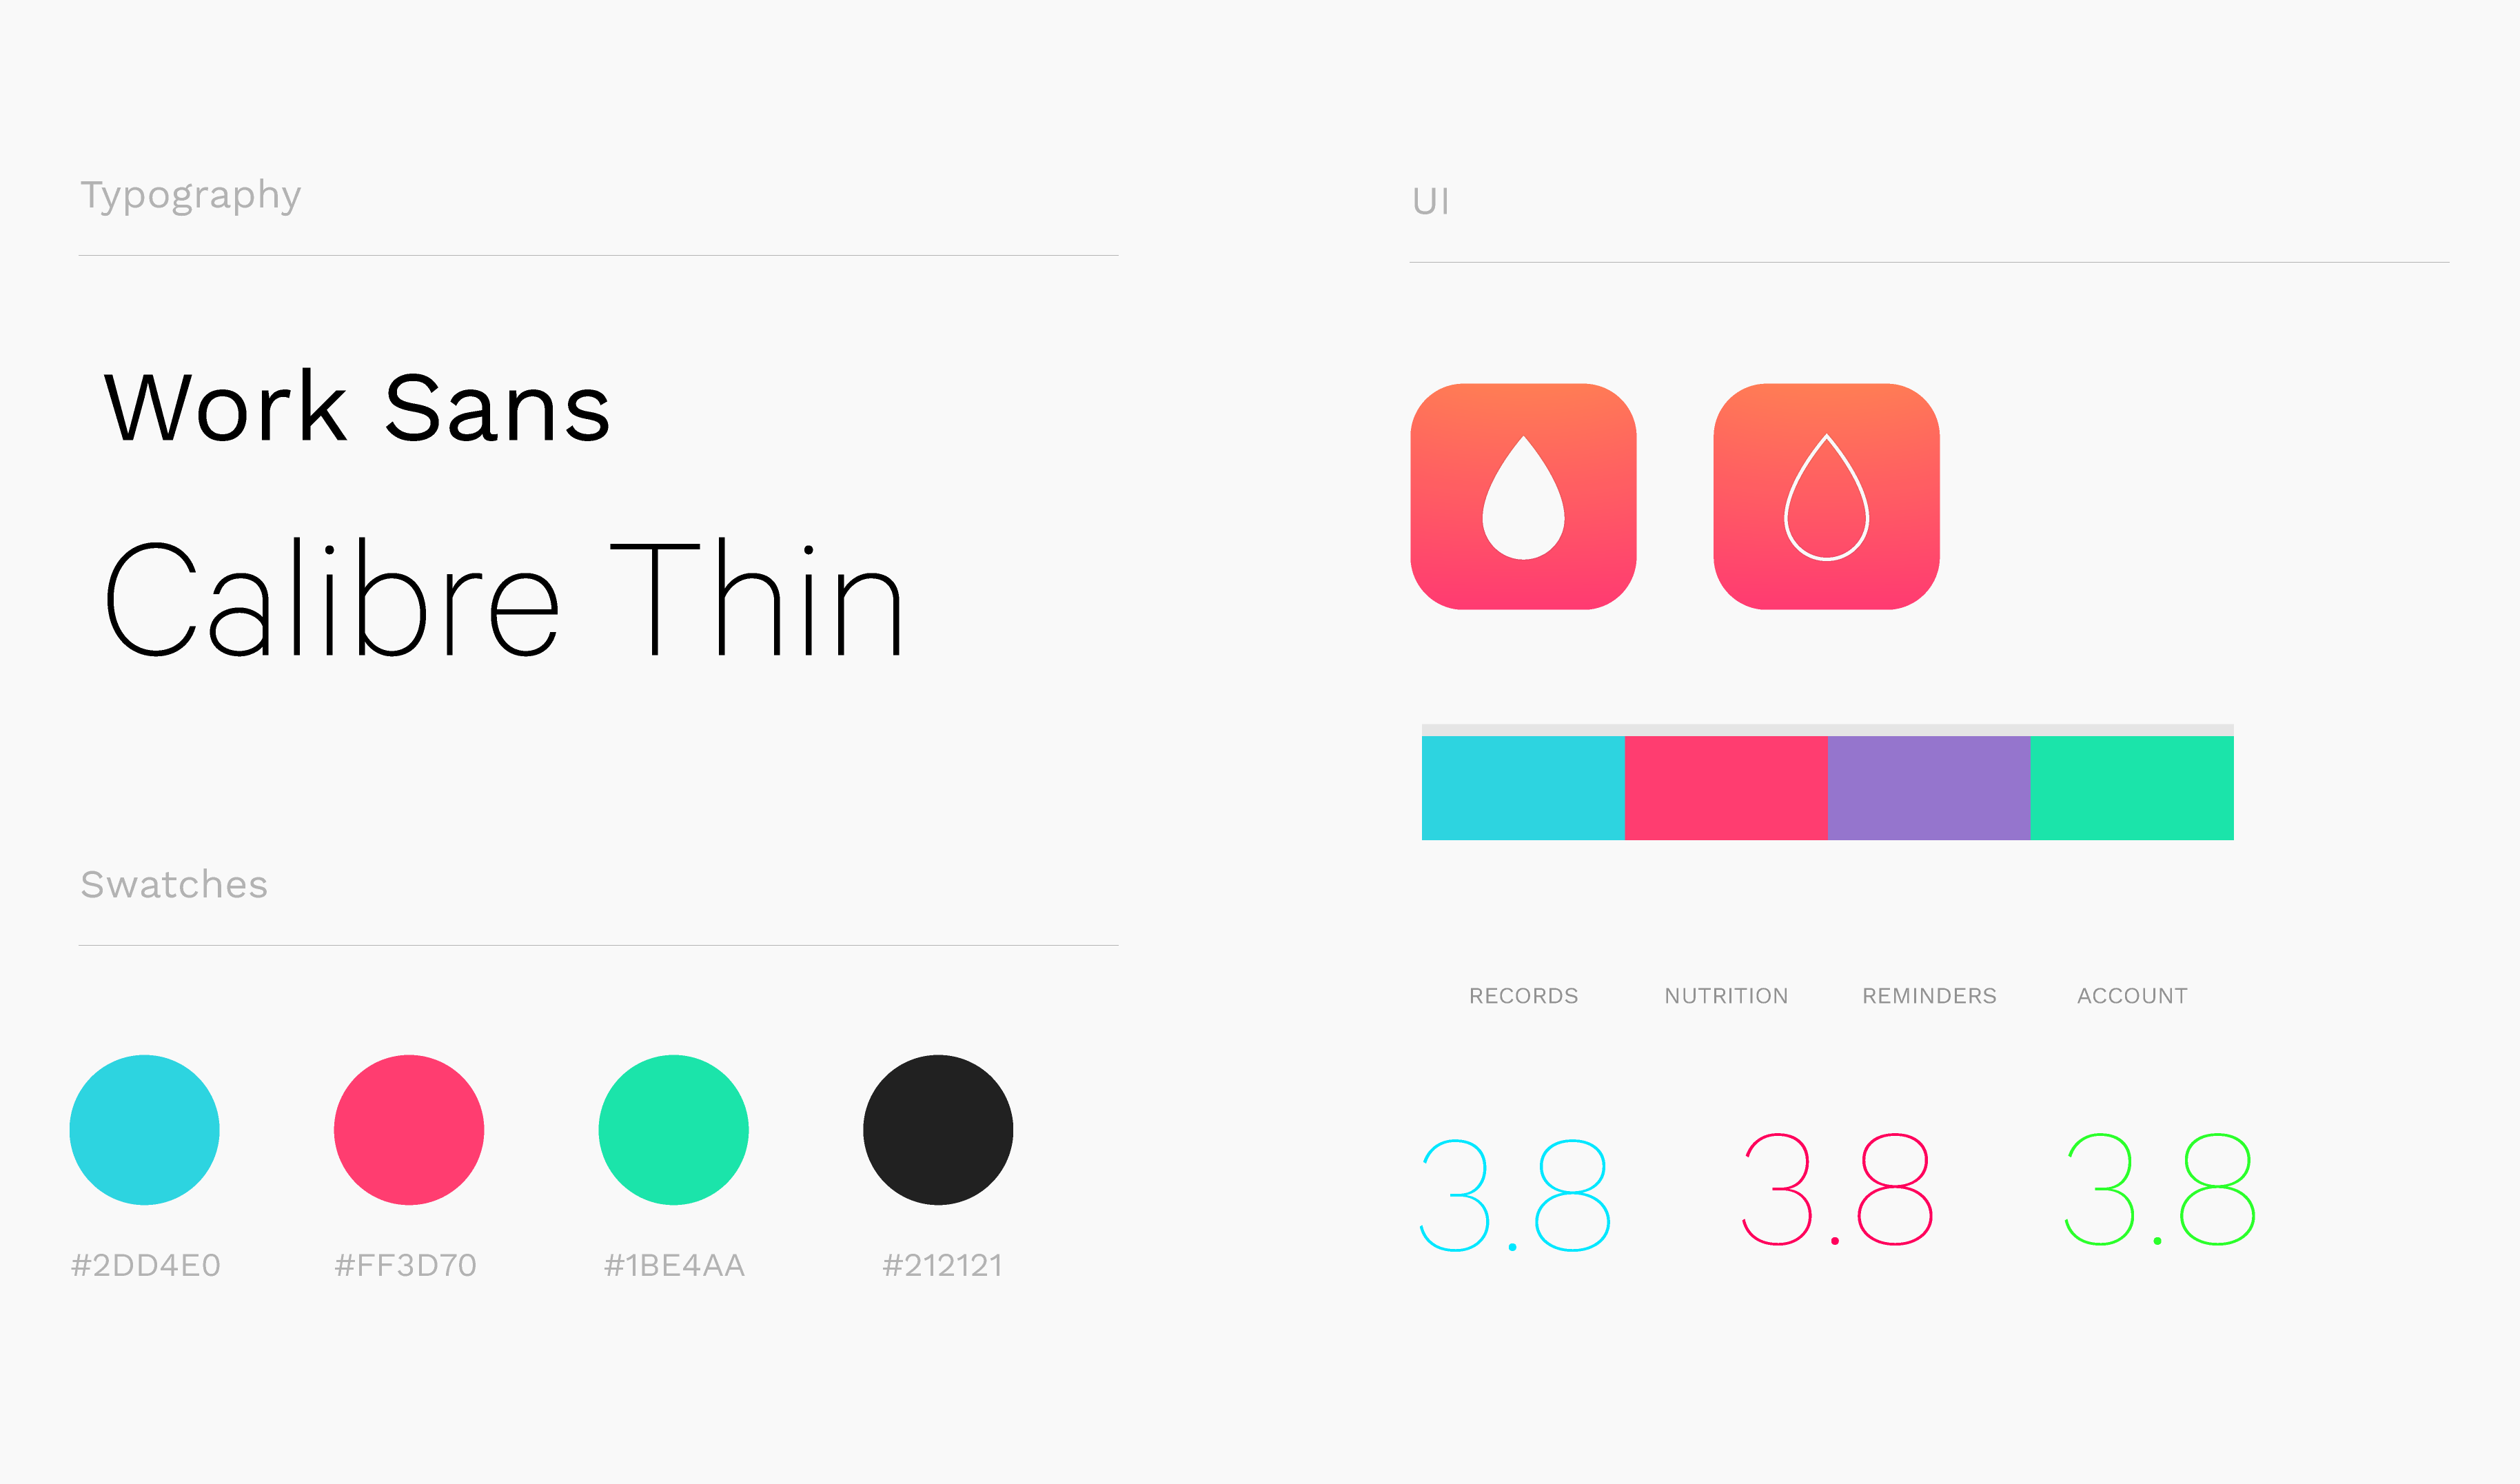 Typography
Work Sans
Calibre Thin
Swatches
#2DD4E0 #FF3D70 #1BE4AA #212121
UI
RECORDS NUTRITION REMINDERS ACCOUNT
3.8 3.8 3.8